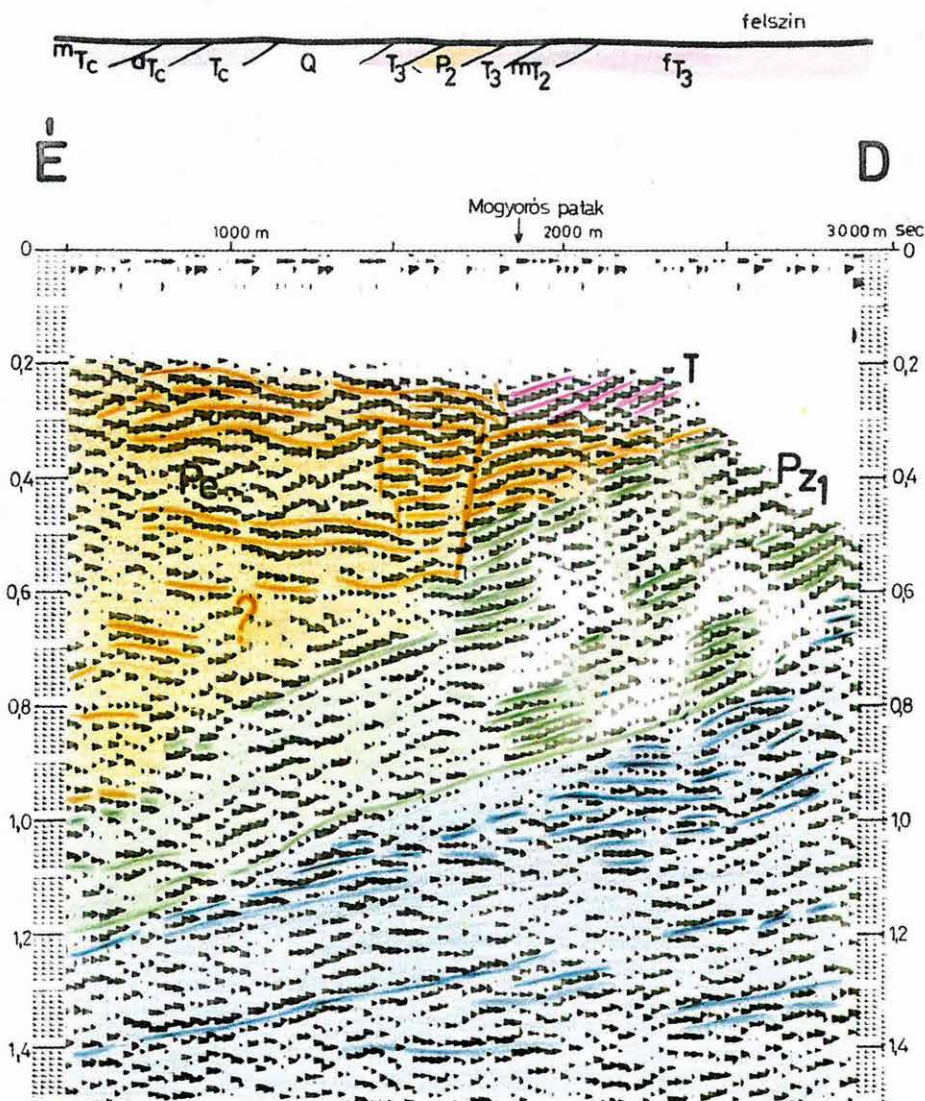 felszin
mTc dTc Tc Q T3 P2 T3 mT2 fT3
É D
Mogyorós patak
1000 m 2000 m 3000 m sec
0 0
0,2 T 0,2
0,4 Pe Pz1 0,4
0,6 ? 0,6
0,8 0,8
1,0 1,0
1,2 1,2
1,4 1,4